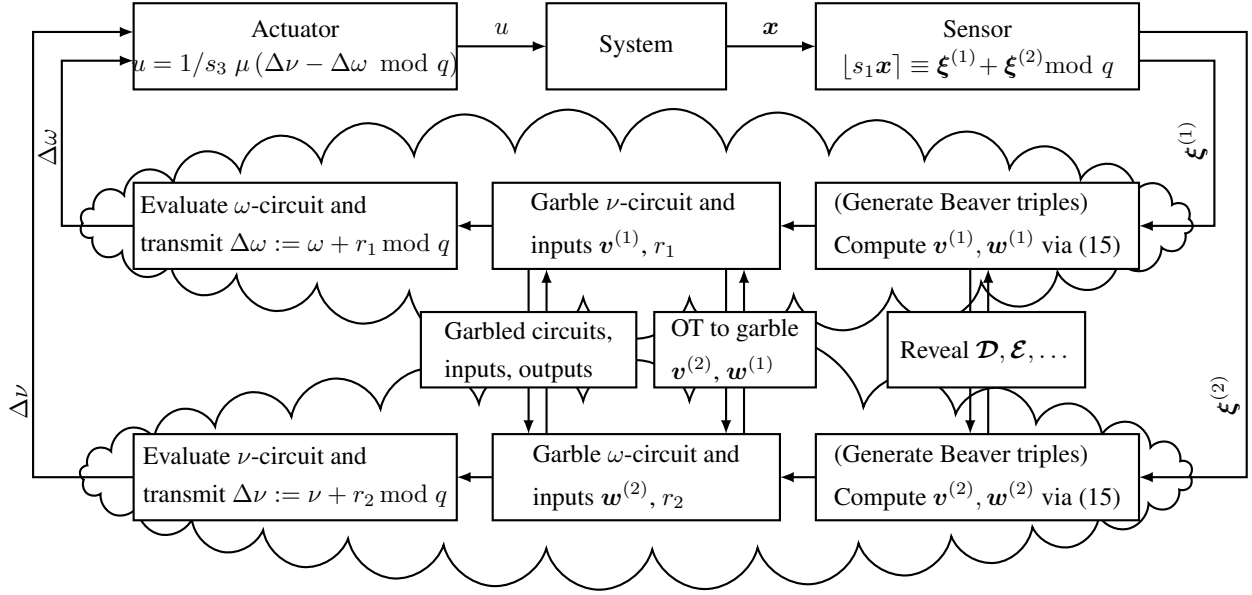 Actuator
u = 1/s₃ μ (Δν − Δω mod q)
u
System
𝒙
Sensor
⌊s₁𝒙⌉ ≡ 𝝃⁽¹⁾ + 𝝃⁽²⁾ mod q
Δω
𝝃⁽¹⁾
Evaluate ω-circuit and
transmit Δω := ω + r₁ mod q
Garble ν-circuit and
inputs 𝒗⁽¹⁾, r₁
(Generate Beaver triples)
Compute 𝒗⁽¹⁾, 𝒘⁽¹⁾ via (15)
Garbled circuits,
inputs, outputs
OT to garble
𝒗⁽²⁾, 𝒘⁽¹⁾
Reveal 𝓓, 𝓔, . . .
Δν
𝝃⁽²⁾
Evaluate ν-circuit and
transmit Δν := ν + r₂ mod q
Garble ω-circuit and
inputs 𝒘⁽²⁾, r₂
(Generate Beaver triples)
Compute 𝒗⁽²⁾, 𝒘⁽²⁾ via (15)